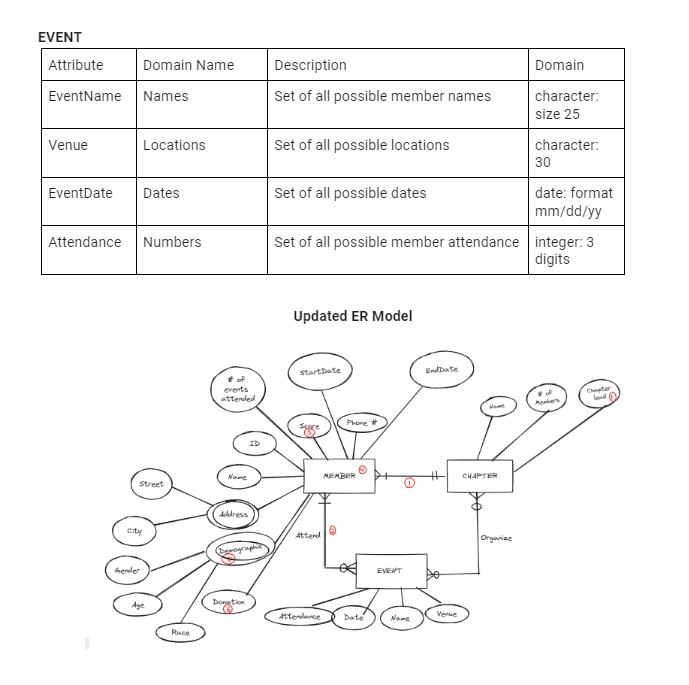 EVENT
Attribute Domain Name Description Domain
EventName Names Set of all possible member names character: size 25
Venue Locations Set of all possible locations character: 30
EventDate Dates Set of all possible dates date: format mm/dd/yy
Attendance Numbers Set of all possible member attendance integer: 3 digits
Updated ER Model
# of
events
attended
StartDate
EndDate
Score
Phone #
Name
# of
Members
Chapter
lead
ID
Name
MEMBER
4
1
CHAPTER
Street
Address
City
Attend
2
Organize
Demographic
Gender
EVENT
Age
Donation
6
Race
Attendance
Date
Name
Venue